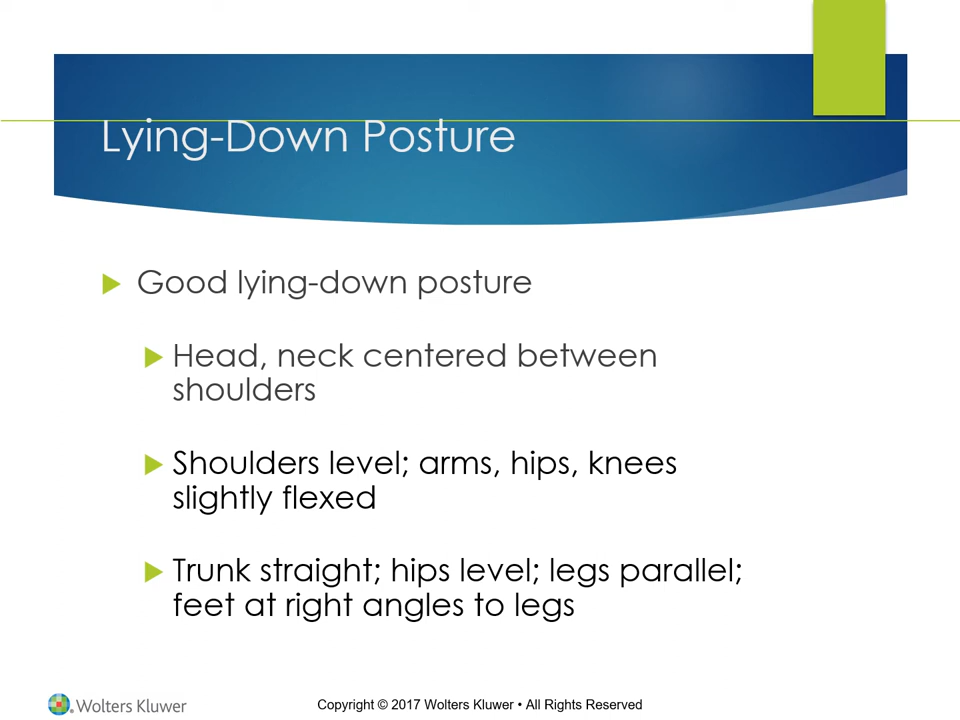 Lying-Down Posture
Good lying-down posture
Head, neck centered between
shoulders
Shoulders level; arms, hips, knees
slightly flexed
Trunk straight; hips level; legs parallel;
feet at right angles to legs
Wolters Kluwer
Copyright © 2017 Wolters Kluwer • All Rights Reserved